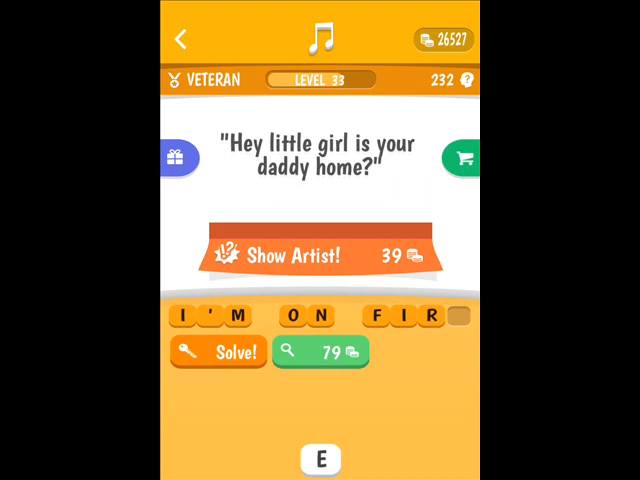 26527
VETERAN LEVEL 33 232
"Hey little girl is your
daddy home?"
Show Artist! 39
I'M ON FIR
Solve! 79
E